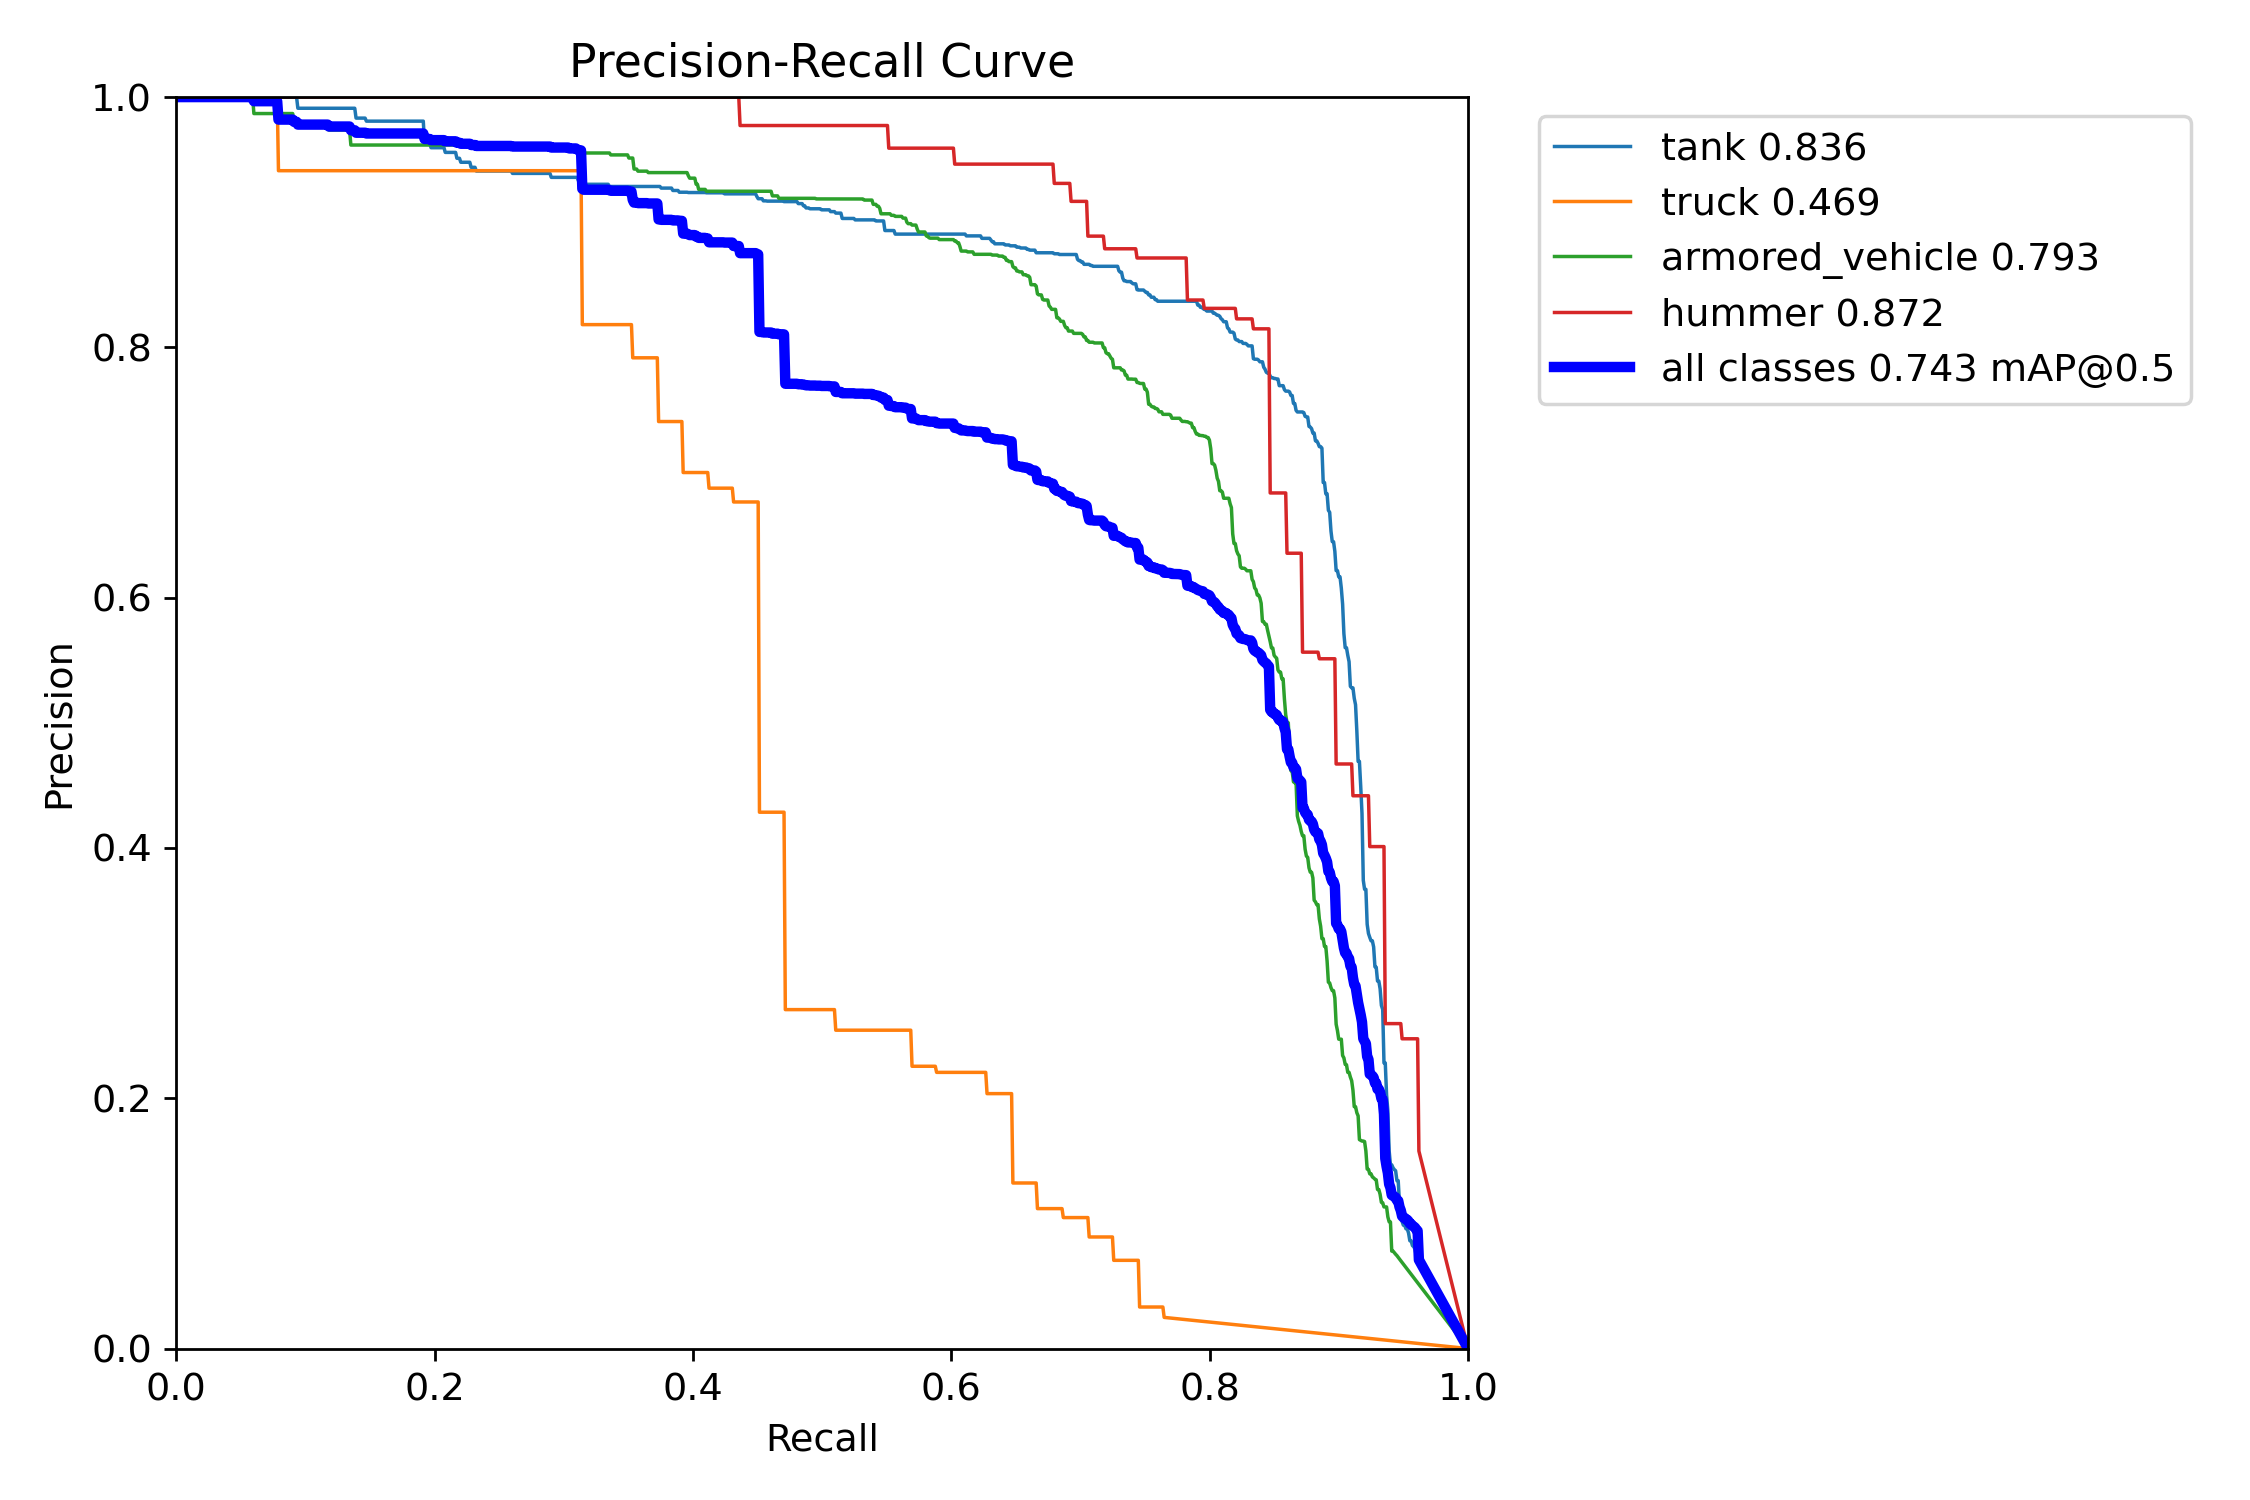 Precision-Recall Curve
1.0
0.8
0.6
0.4
0.2
0.0
Precision
0.0 0.2 0.4 0.6 0.8 1.0
Recall
tank 0.836
truck 0.469
armored_vehicle 0.793
hummer 0.872
all classes 0.743 mAP@0.5